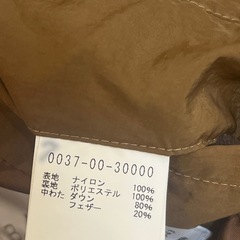 0037-00-30000
表地 ナイロン 100%
裏地 ポリエステル 100%
中わた ダウン 80%
フェザー 20%